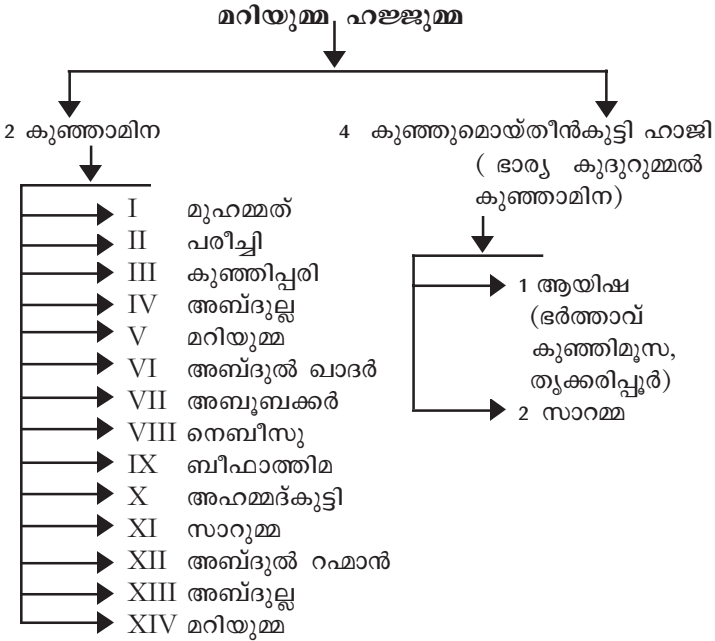 മറിയുമ്മ ഹജ്ജുമ്മ
2 കുഞ്ഞാമിന
I മുഹമ്മത്
II പരീച്ചി
III കുഞ്ഞിപ്പരി
IV അബ്ദുല്ല
V മറിയുമ്മ
VI അബ്ദുൽ ഖാദർ
VII അബൂബക്കർ
VIII നെബീസു
IX ബീഫാത്തിമ
X അഹമ്മദ്കുട്ടി
XI സാറുമ്മ
XII അബ്ദുൽ റഹ്മാൻ
XIII അബ്ദുല്ല
XIV മറിയുമ്മ
4 കുഞ്ഞുമൊയ്തീൻകുട്ടി ഹാജി
( ഭാര്യ കുദുറുമ്മൽ
കുഞ്ഞാമിന)
1 ആയിഷ
(ഭർത്താവ്
കുഞ്ഞിമൂസ,
തൃക്കരിപ്പൂർ)
2 സാറമ്മ